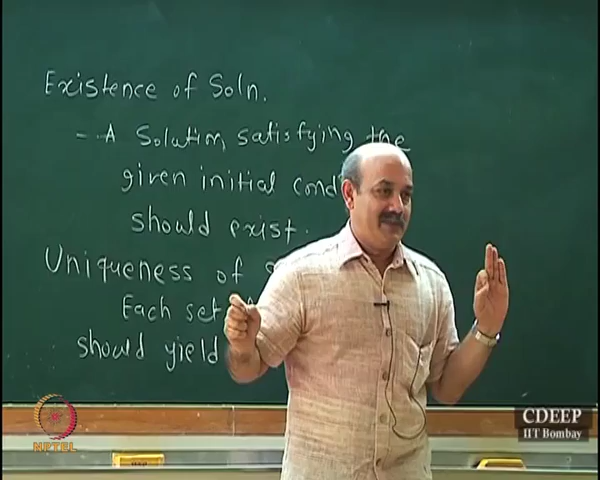 Existence of Soln.
- A Solution satisfying the
given initial cond
should exist.
Uniqueness of
Each set
should yield
NPTEL
CDEEP
IIT Bombay